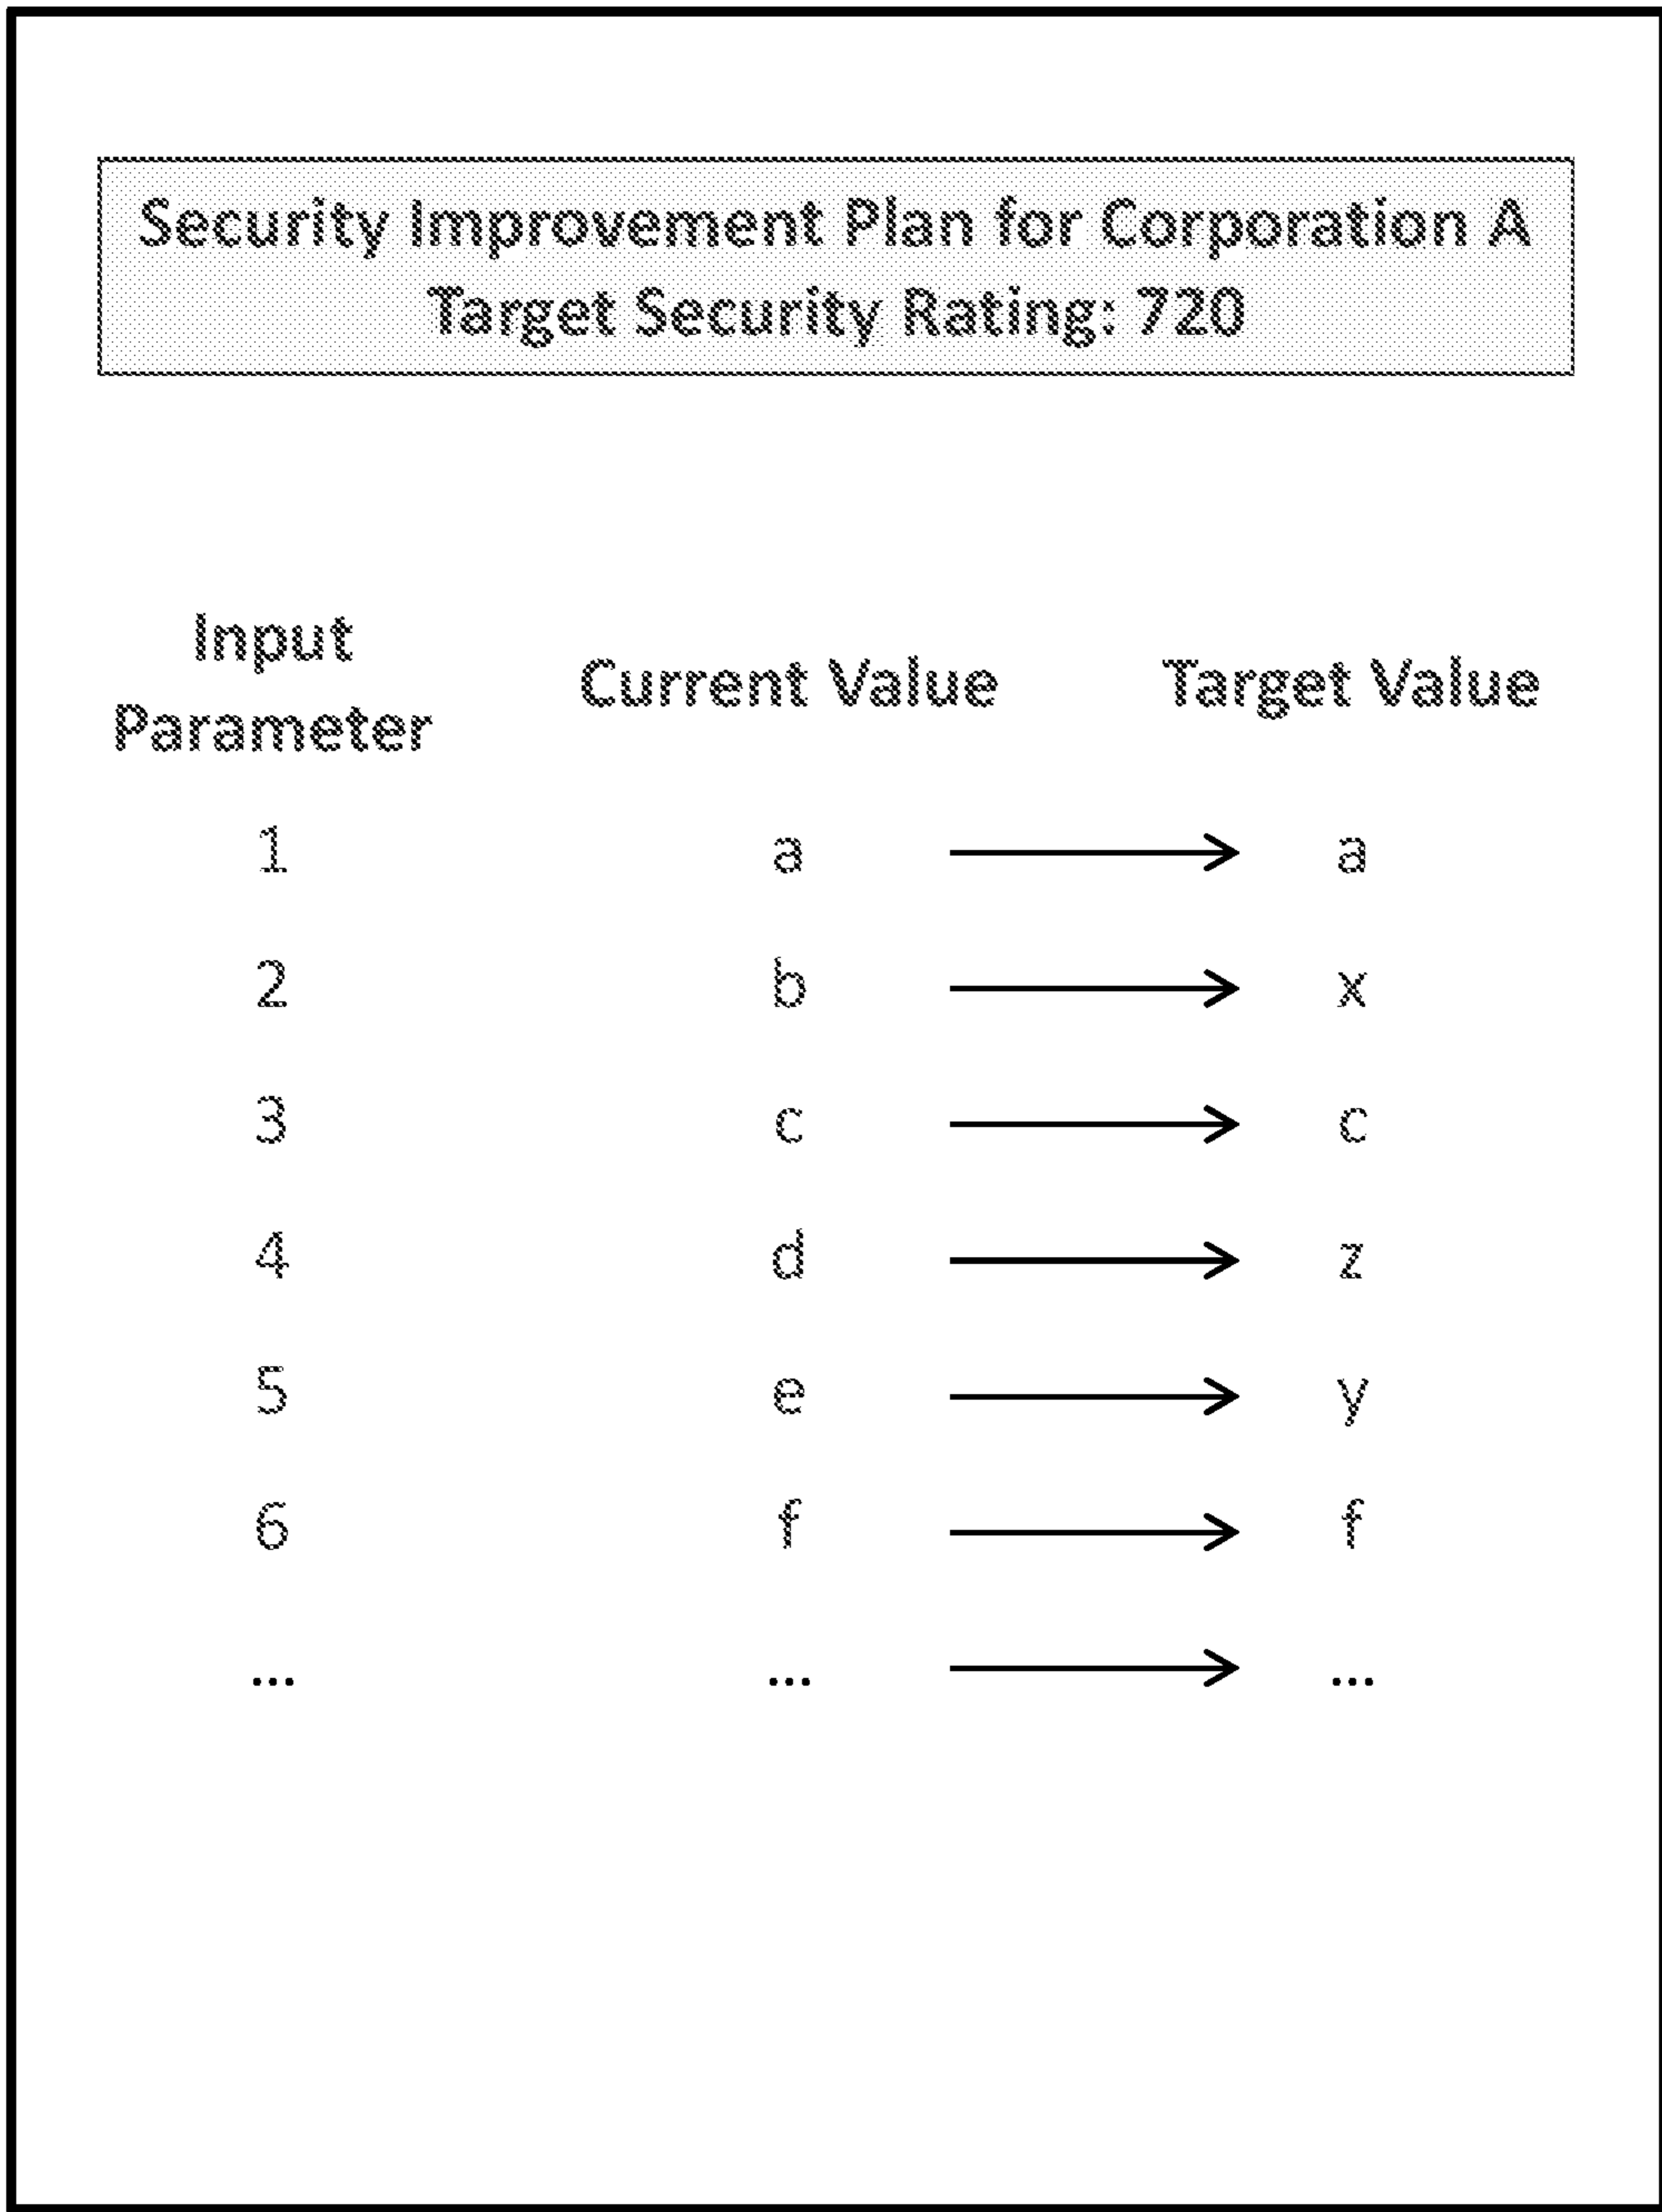 Security Improvement Plan for Corporation A
Target Security Rating: 720
Input
Parameter
Current Value
Target Value
1 a a
2 b x
3 c c
4 d z
5 e y
6 f f
... ... ...